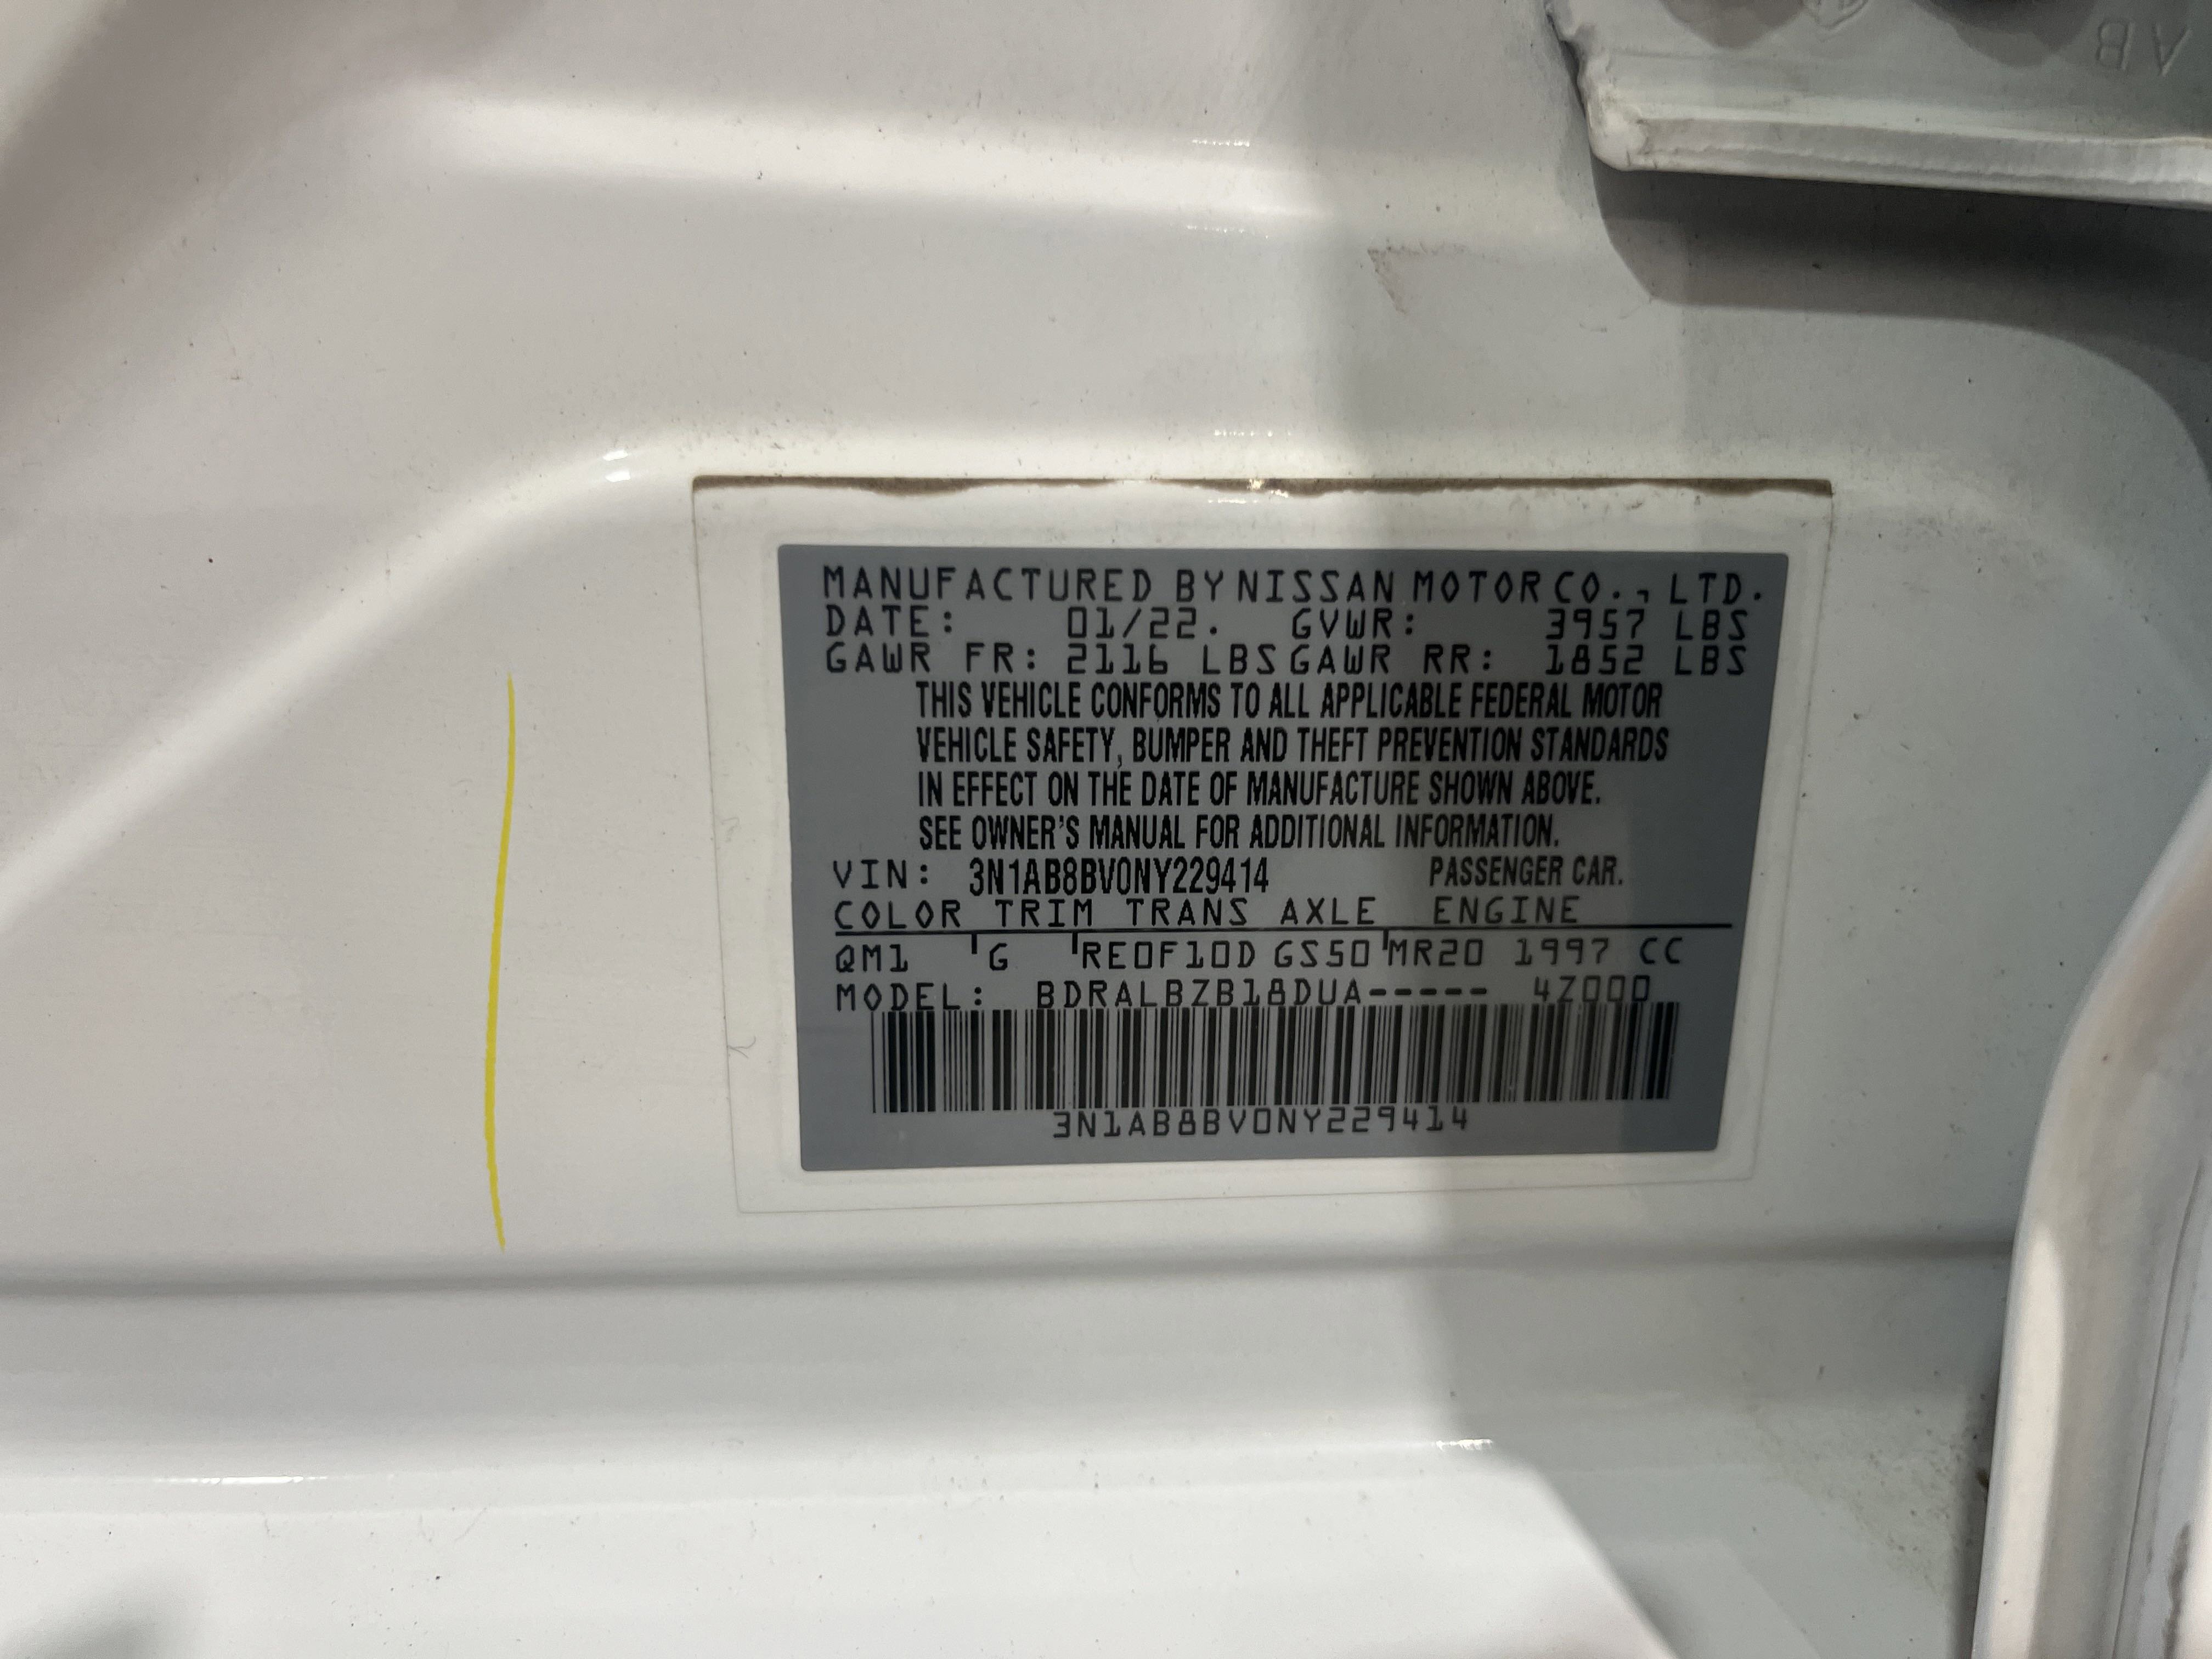 AB
MANUFACTURED BY NISSAN MOTOR CO., LTD.
DATE: 01/22. GVWR: 3957 LBS
GAWR FR: 2116 LBS GAWR RR: 1852 LBS
THIS VEHICLE CONFORMS TO ALL APPLICABLE FEDERAL MOTOR
VEHICLE SAFETY, BUMPER AND THEFT PREVENTION STANDARDS
IN EFFECT ON THE DATE OF MANUFACTURE SHOWN ABOVE.
SEE OWNER'S MANUAL FOR ADDITIONAL INFORMATION.
VIN: 3N1AB8BV0NY229414 PASSENGER CAR.
COLOR TRIM TRANS AXLE ENGINE
QM1 G RE0F10D GS50 MR20 1997 CC
MODEL: BDRALBZB18DUA----- 4Z000
3N1AB8BV0NY229414